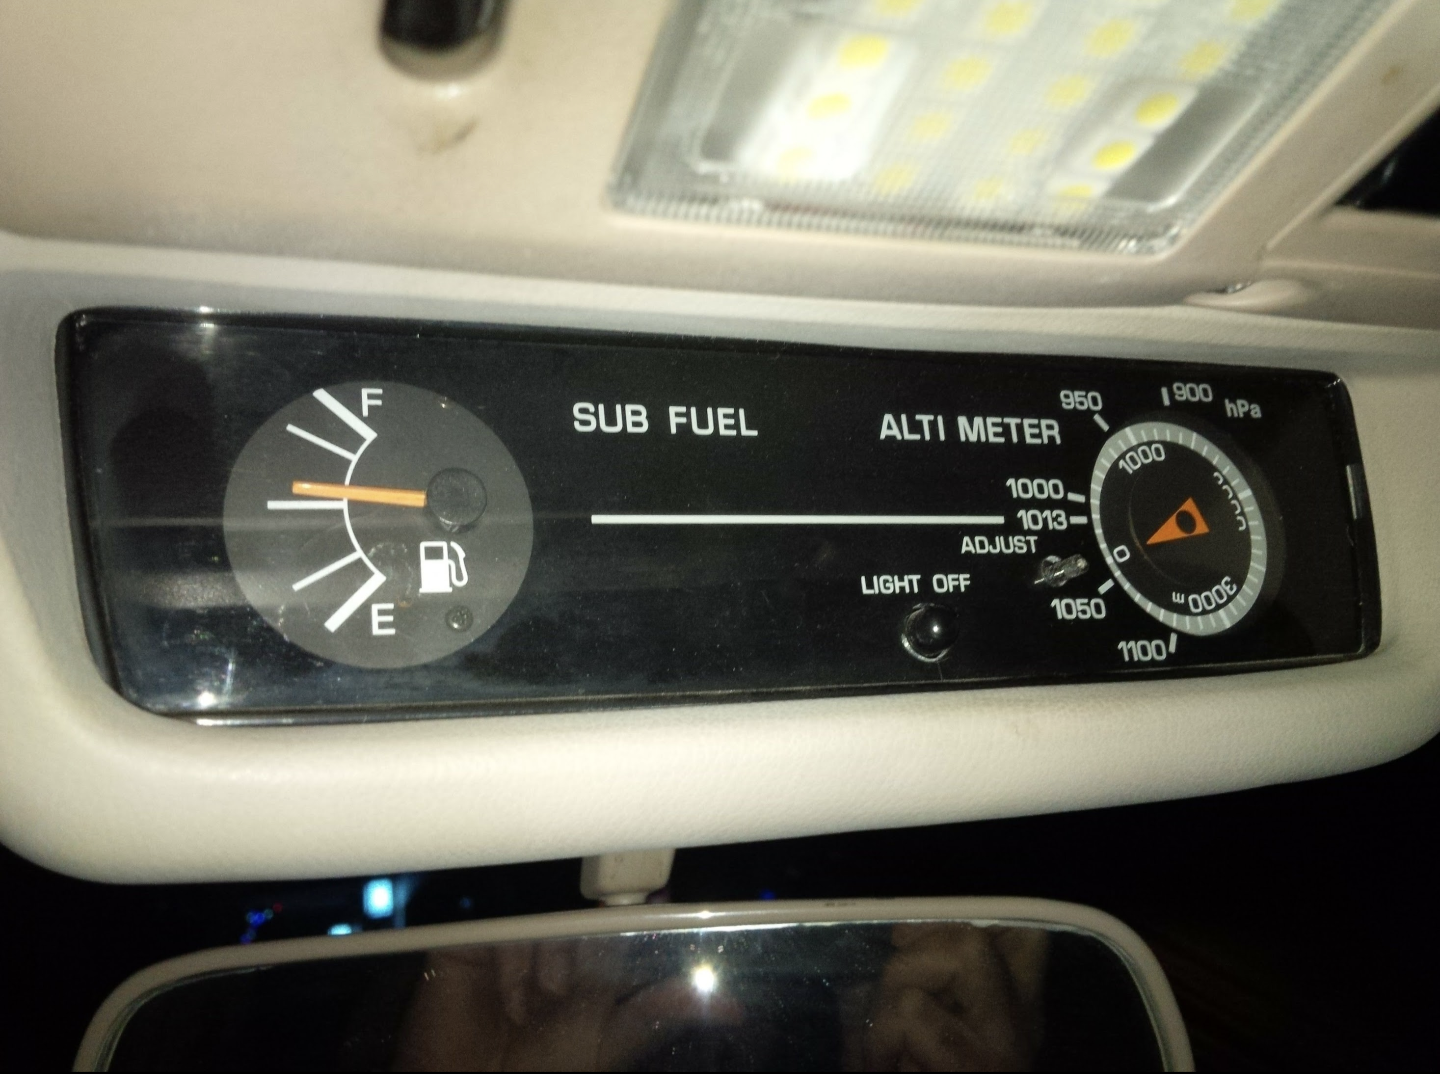 F
E
SUB FUEL
ALTI METER
950
900
hPa
1000
1013
ADJUST
LIGHT OFF
1050
1100
1000
0
3000
m